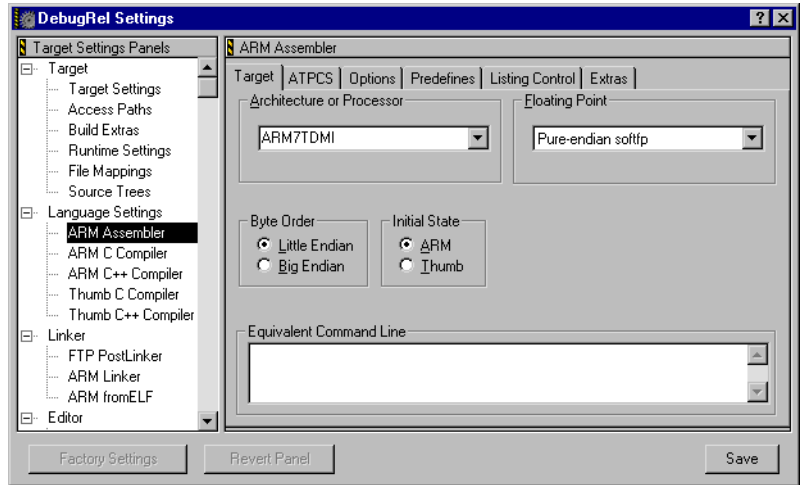 DebugRel Settings
Target Settings Panels
Target
Target Settings
Access Paths
Build Extras
Runtime Settings
File Mappings
Source Trees
Language Settings
ARM Assembler
ARM C Compiler
ARM C++ Compiler
Thumb C Compiler
Thumb C++ Compiler
Linker
FTP PostLinker
ARM Linker
ARM fromELF
Editor
ARM Assembler
Target ATPCS Options Predefines Listing Control Extras
Architecture or Processor
ARM7TDMI
Floating Point
Pure-endian softfp
Byte Order
Little Endian
Big Endian
Initial State
ARM
Thumb
Equivalent Command Line
Factory Settings Revert Panel Save